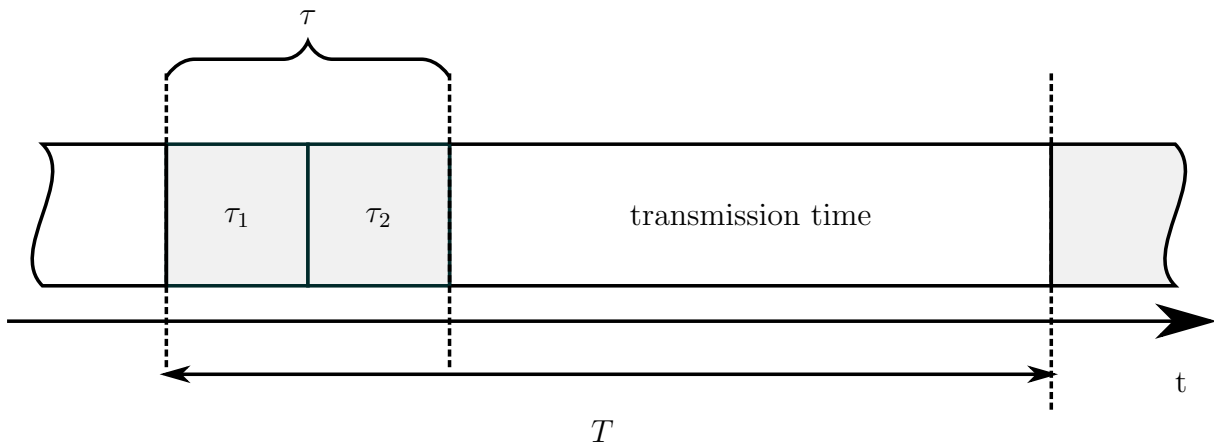 τ
τ₁ τ₂ transmission time
t
T